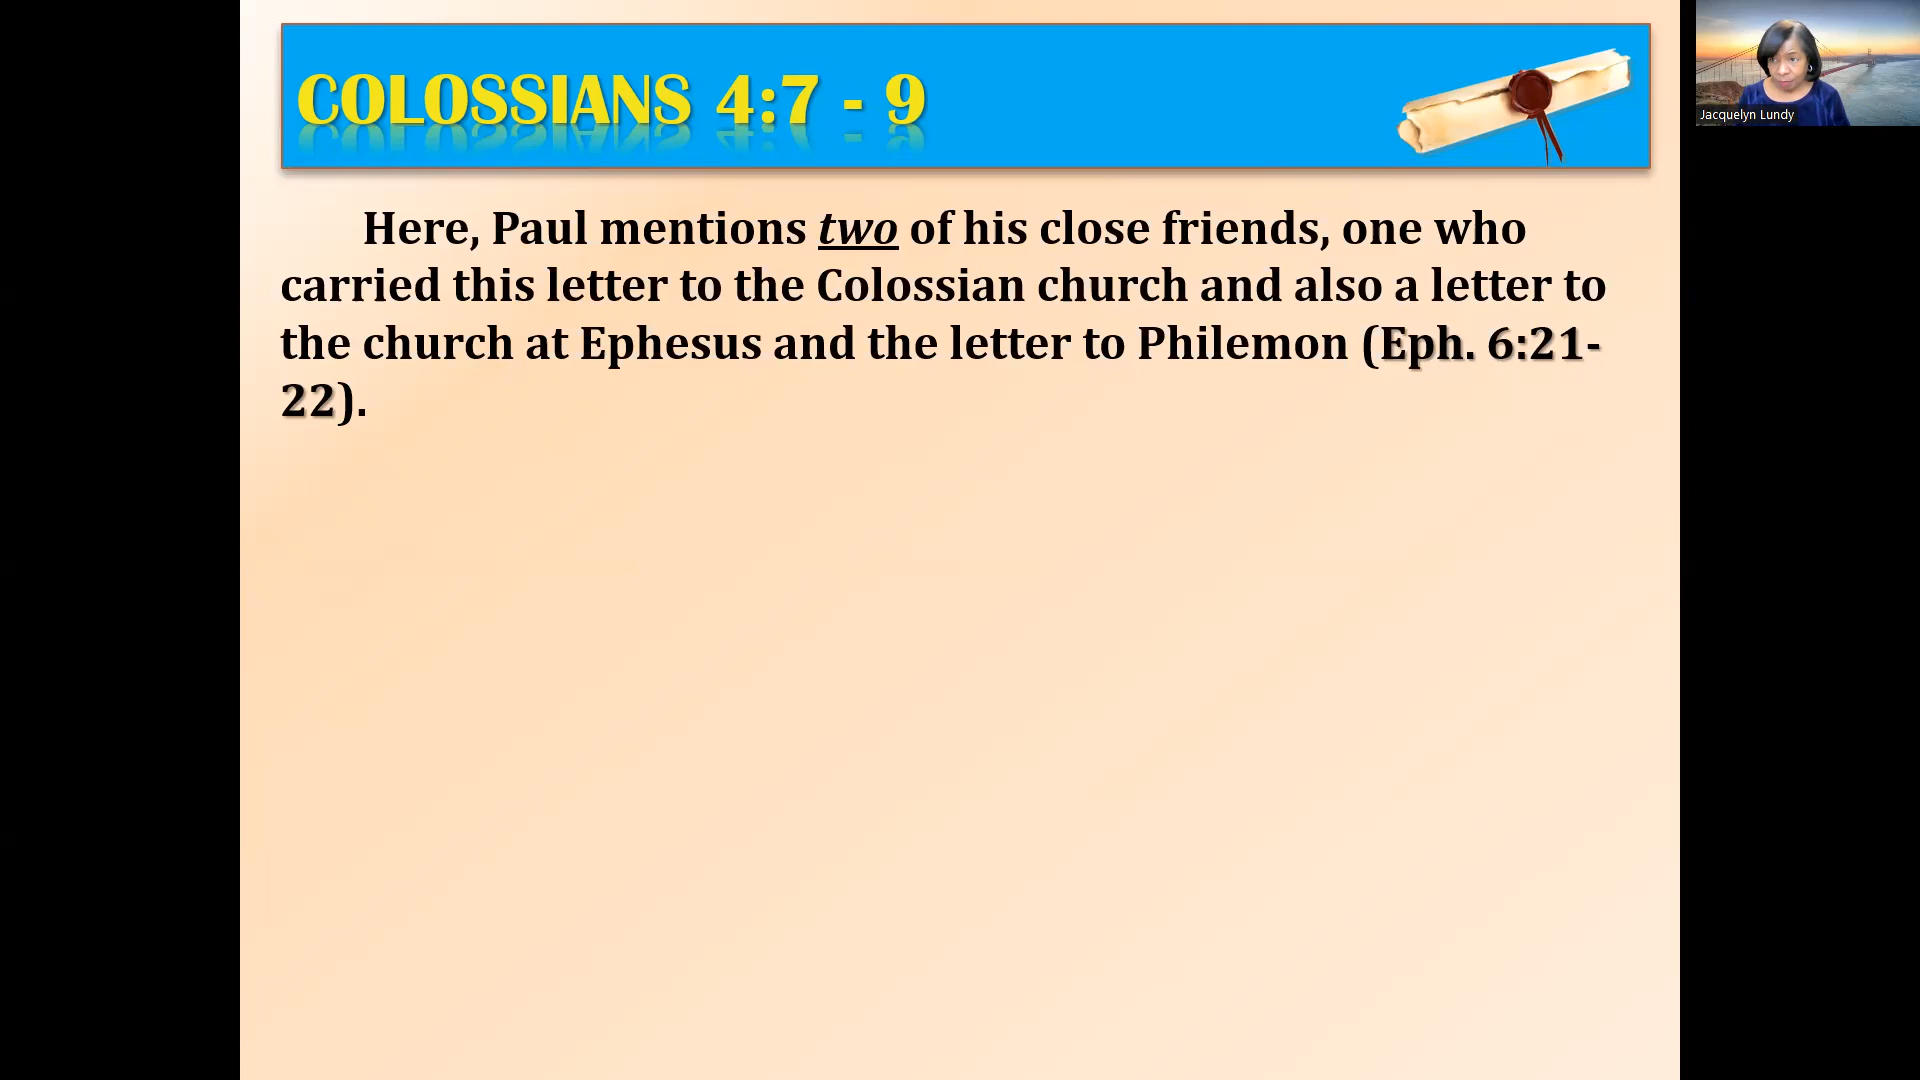 COLOSSIANS 4:7 - 9
Jacquelyn Lundy
Here, Paul mentions two of his close friends, one who
carried this letter to the Colossian church and also a letter to
the church at Ephesus and the letter to Philemon (Eph. 6:21-
22).